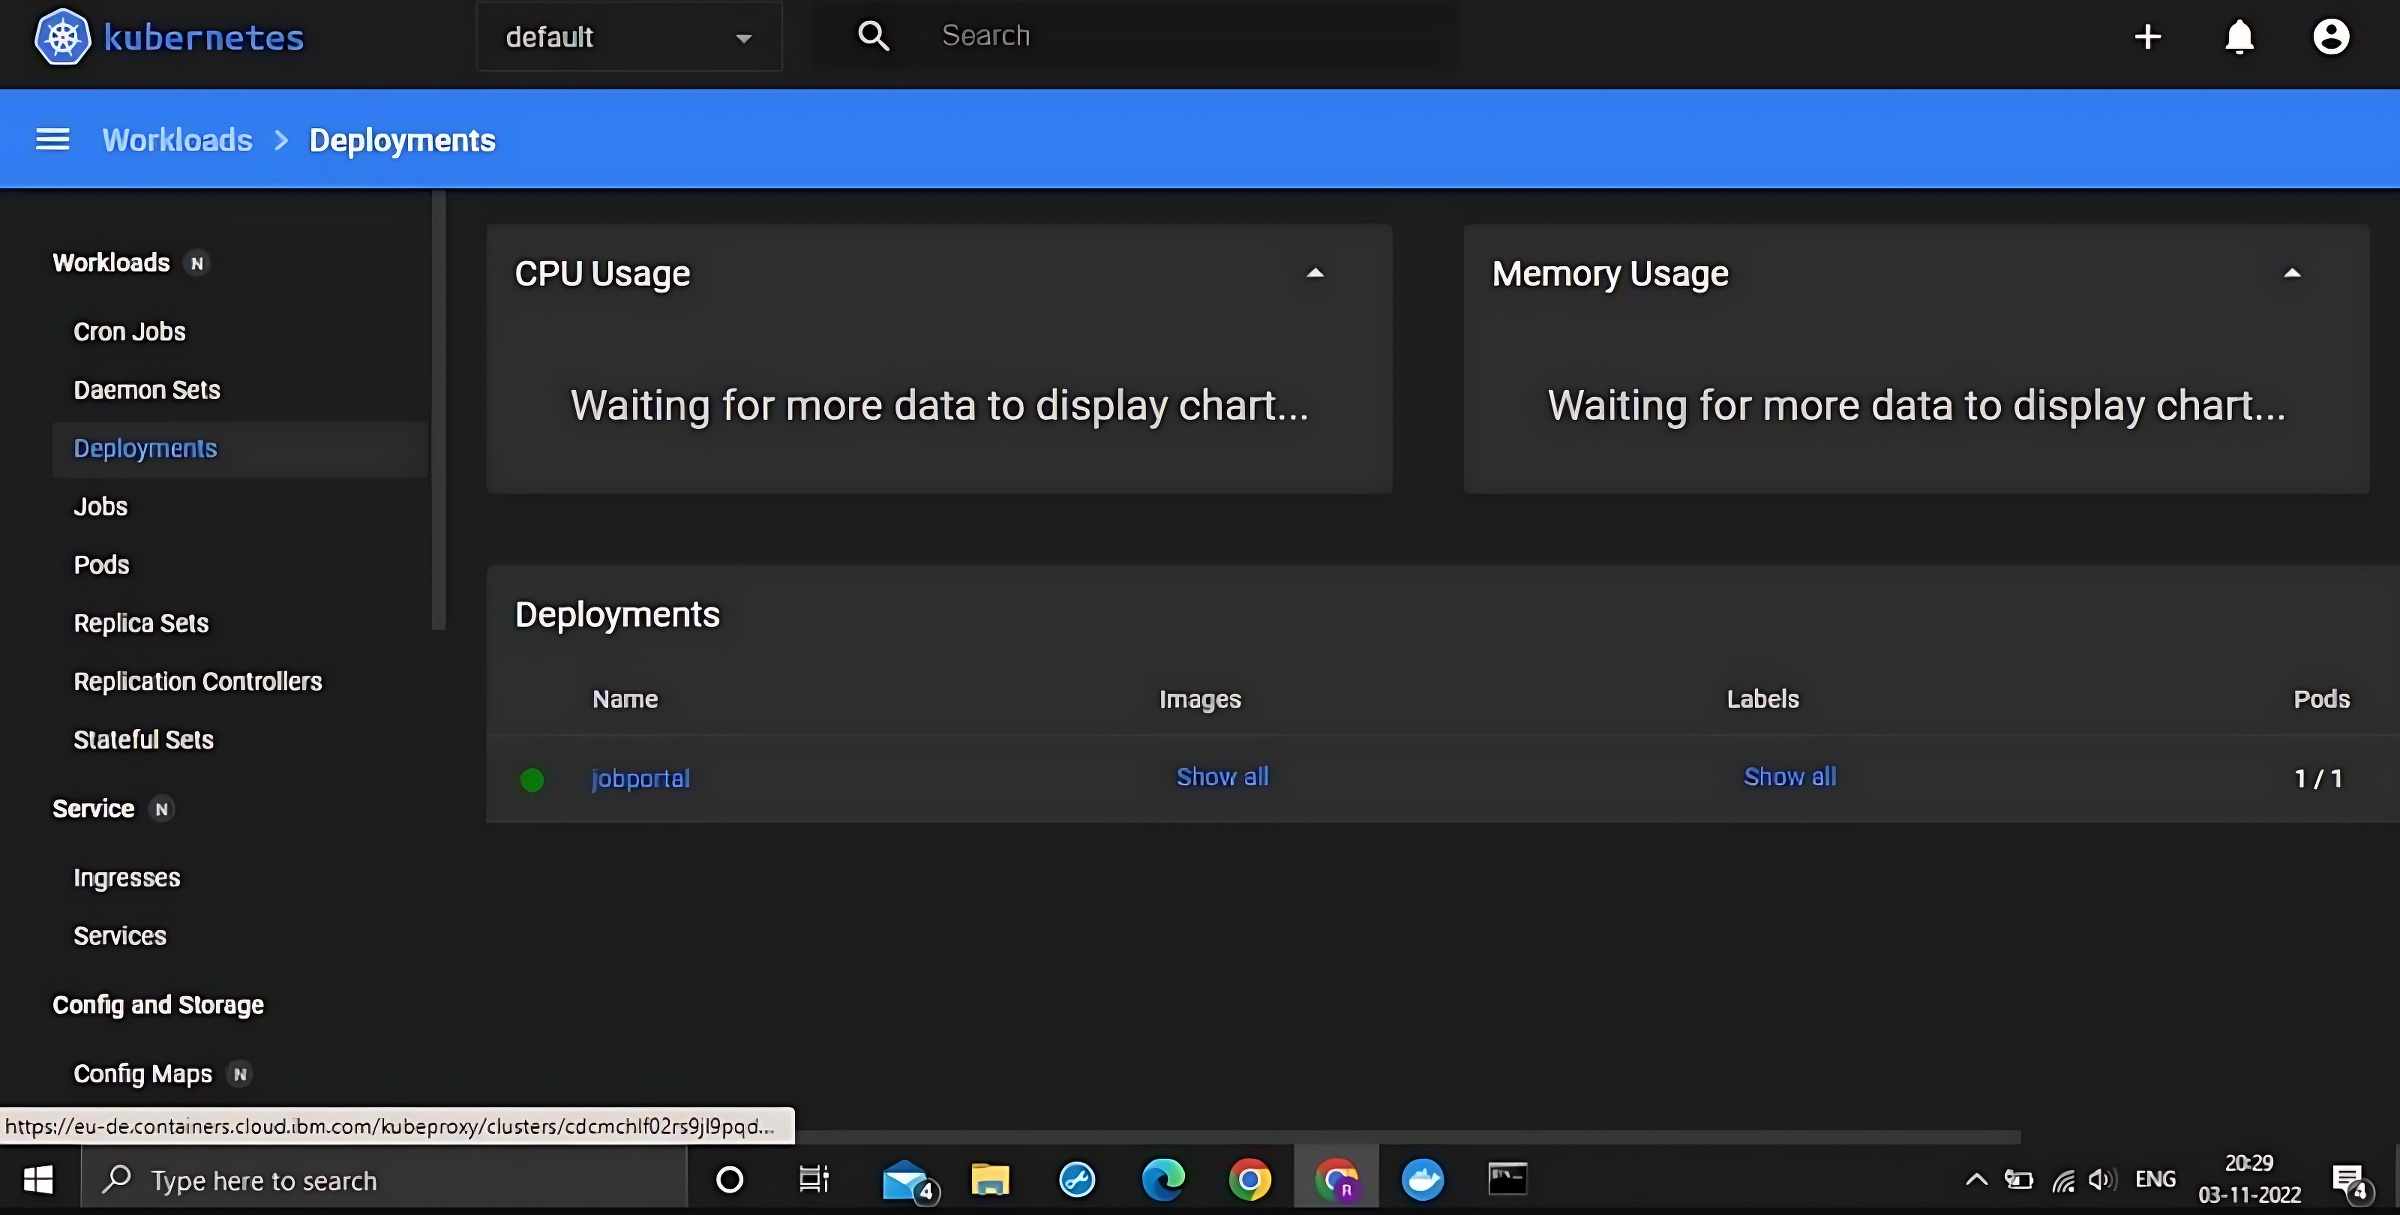 kubernetes
default
Search
Workloads
Deployments
Workloads N
Cron Jobs
Daemon Sets
Deployments
Jobs
Pods
Replica Sets
Replication Controllers
Stateful Sets
Service N
Ingresses
Services
Config and Storage
Config Maps N
CPU Usage
Waiting for more data to display chart...
Memory Usage
Waiting for more data to display chart...
Deployments
Name Images Labels Pods
jobportal Show all Show all 1 / 1
https://eu-de.containers.cloud.ibm.com/kubeproxy/clusters/cdcmchlf02rs9jl9pqd...
Type here to search
4
R
ENG
20:29
03-11-2022
4